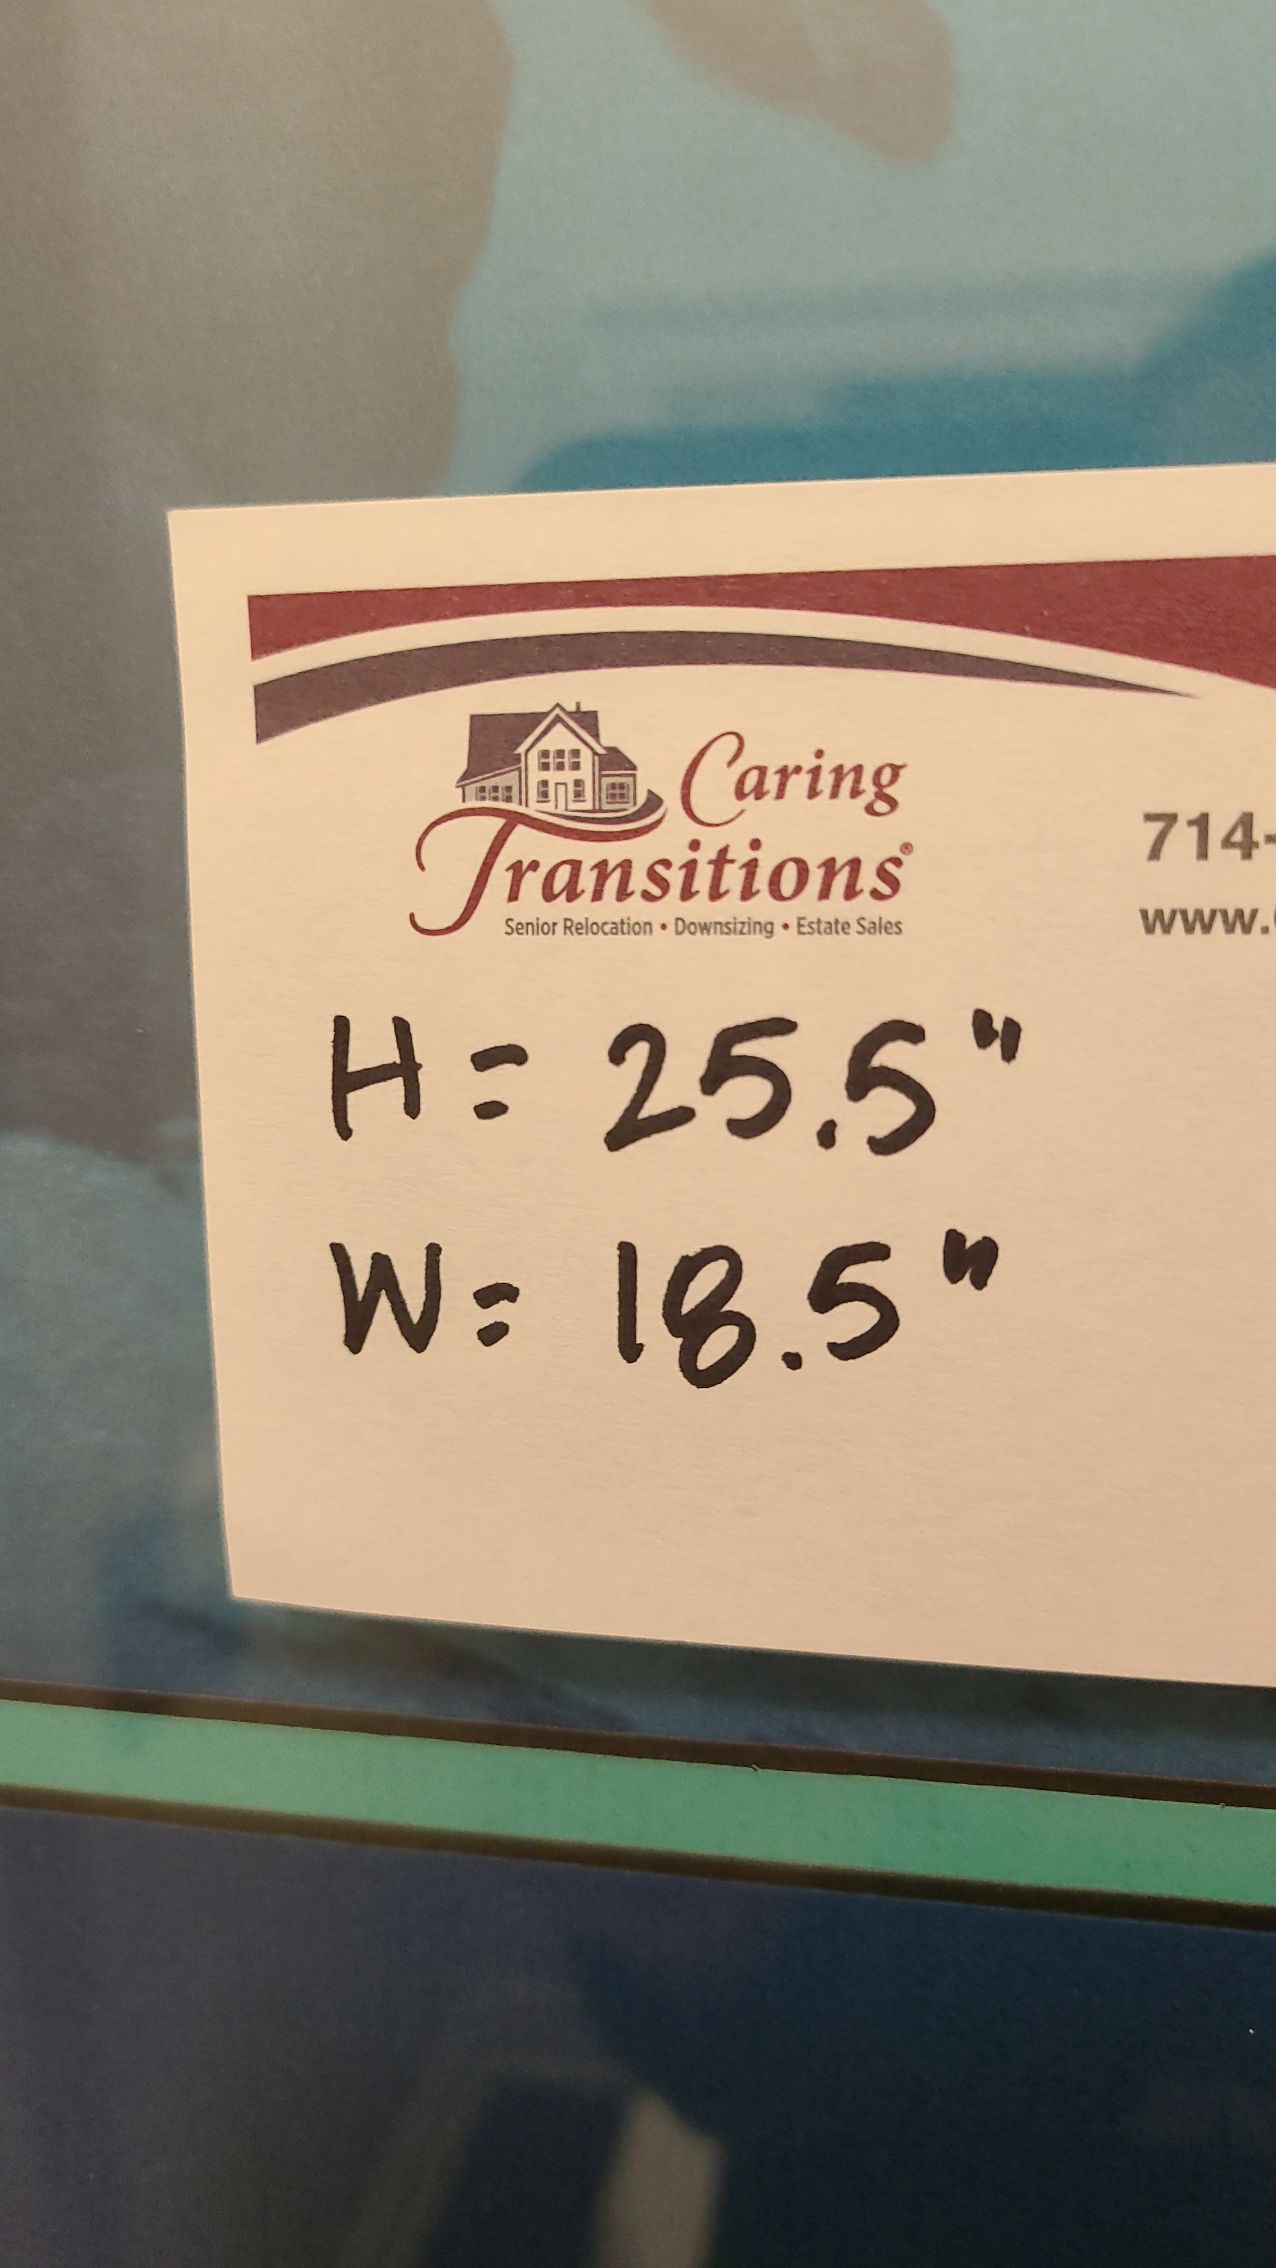 Caring
Transitions®
Senior Relocation • Downsizing • Estate Sales
714-
www.
H = 25.5"
W = 18.5"